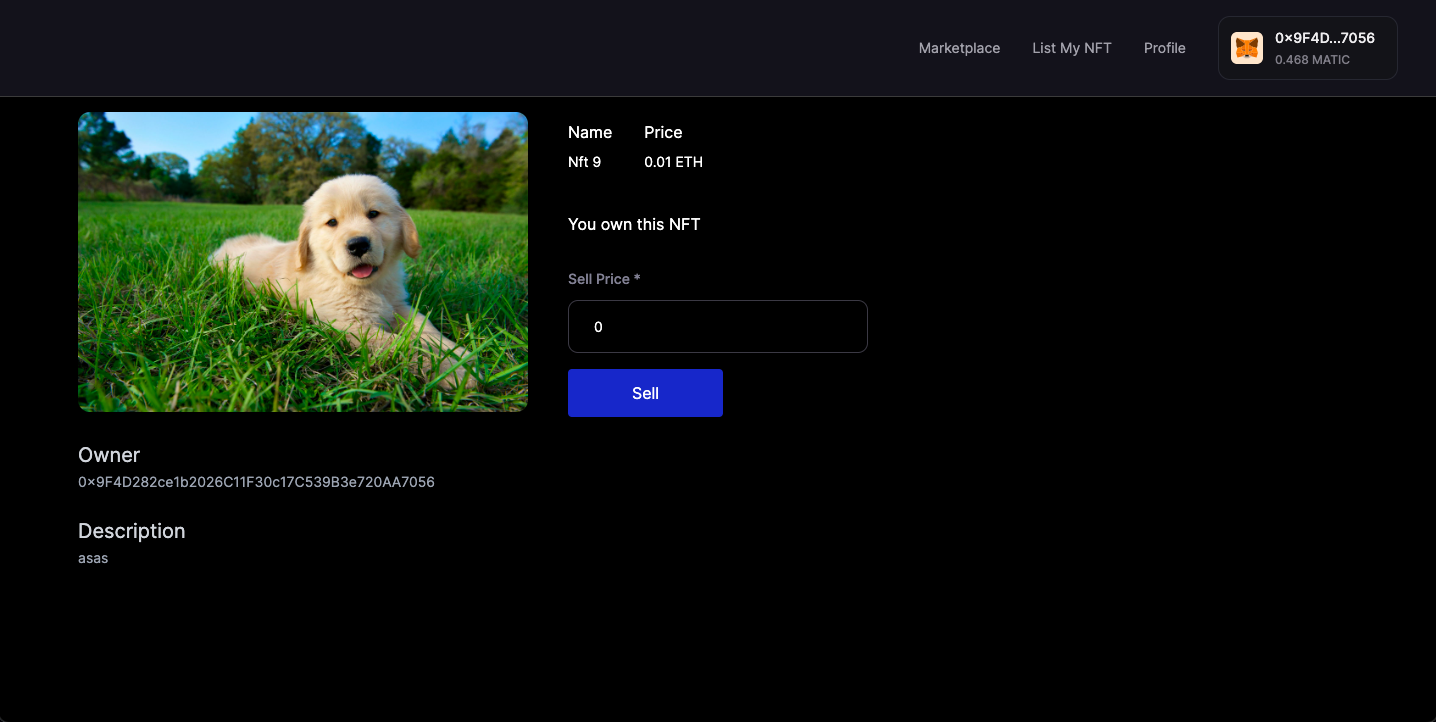 Marketplace
List My NFT
Profile
0x9F4D...7056
0.468 MATIC
Name
Price
Nft 9
0.01 ETH
You own this NFT
Sell Price *
0
Sell
Owner
0x9F4D282ce1b2026C11F30c17C539B3e720AA7056
Description
asas